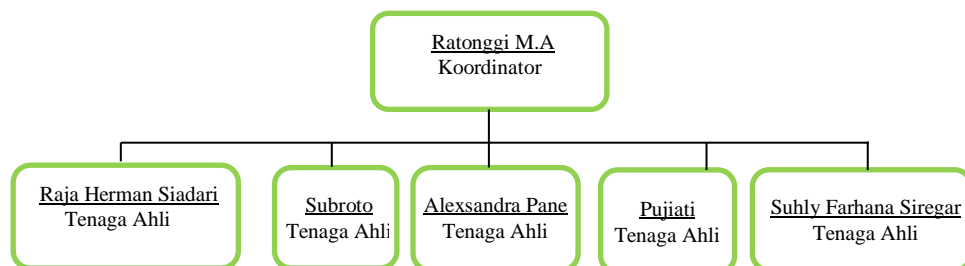 Ratonggi M.A
Koordinator
Raja Herman Siadari
Tenaga Ahli
Subroto
Tenaga Ahli
Alexsandra Pane
Tenaga Ahli
Pujiati
Tenaga Ahli
Suhly Farhana Siregar
Tenaga Ahli